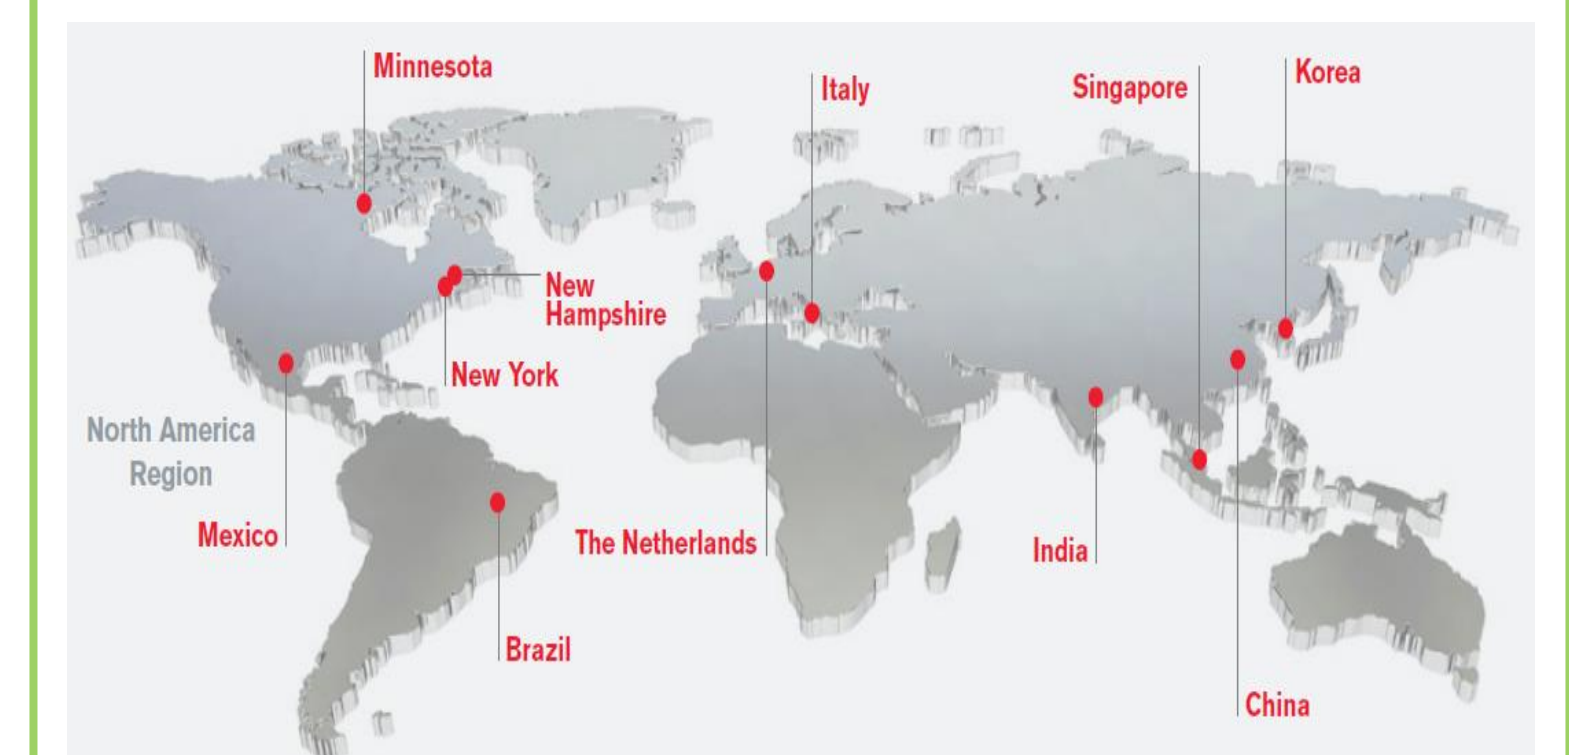 Minnesota
Italy
Singapore
Korea
New
Hampshire
New York
North America
Region
Mexico
The Netherlands
India
Brazil
China